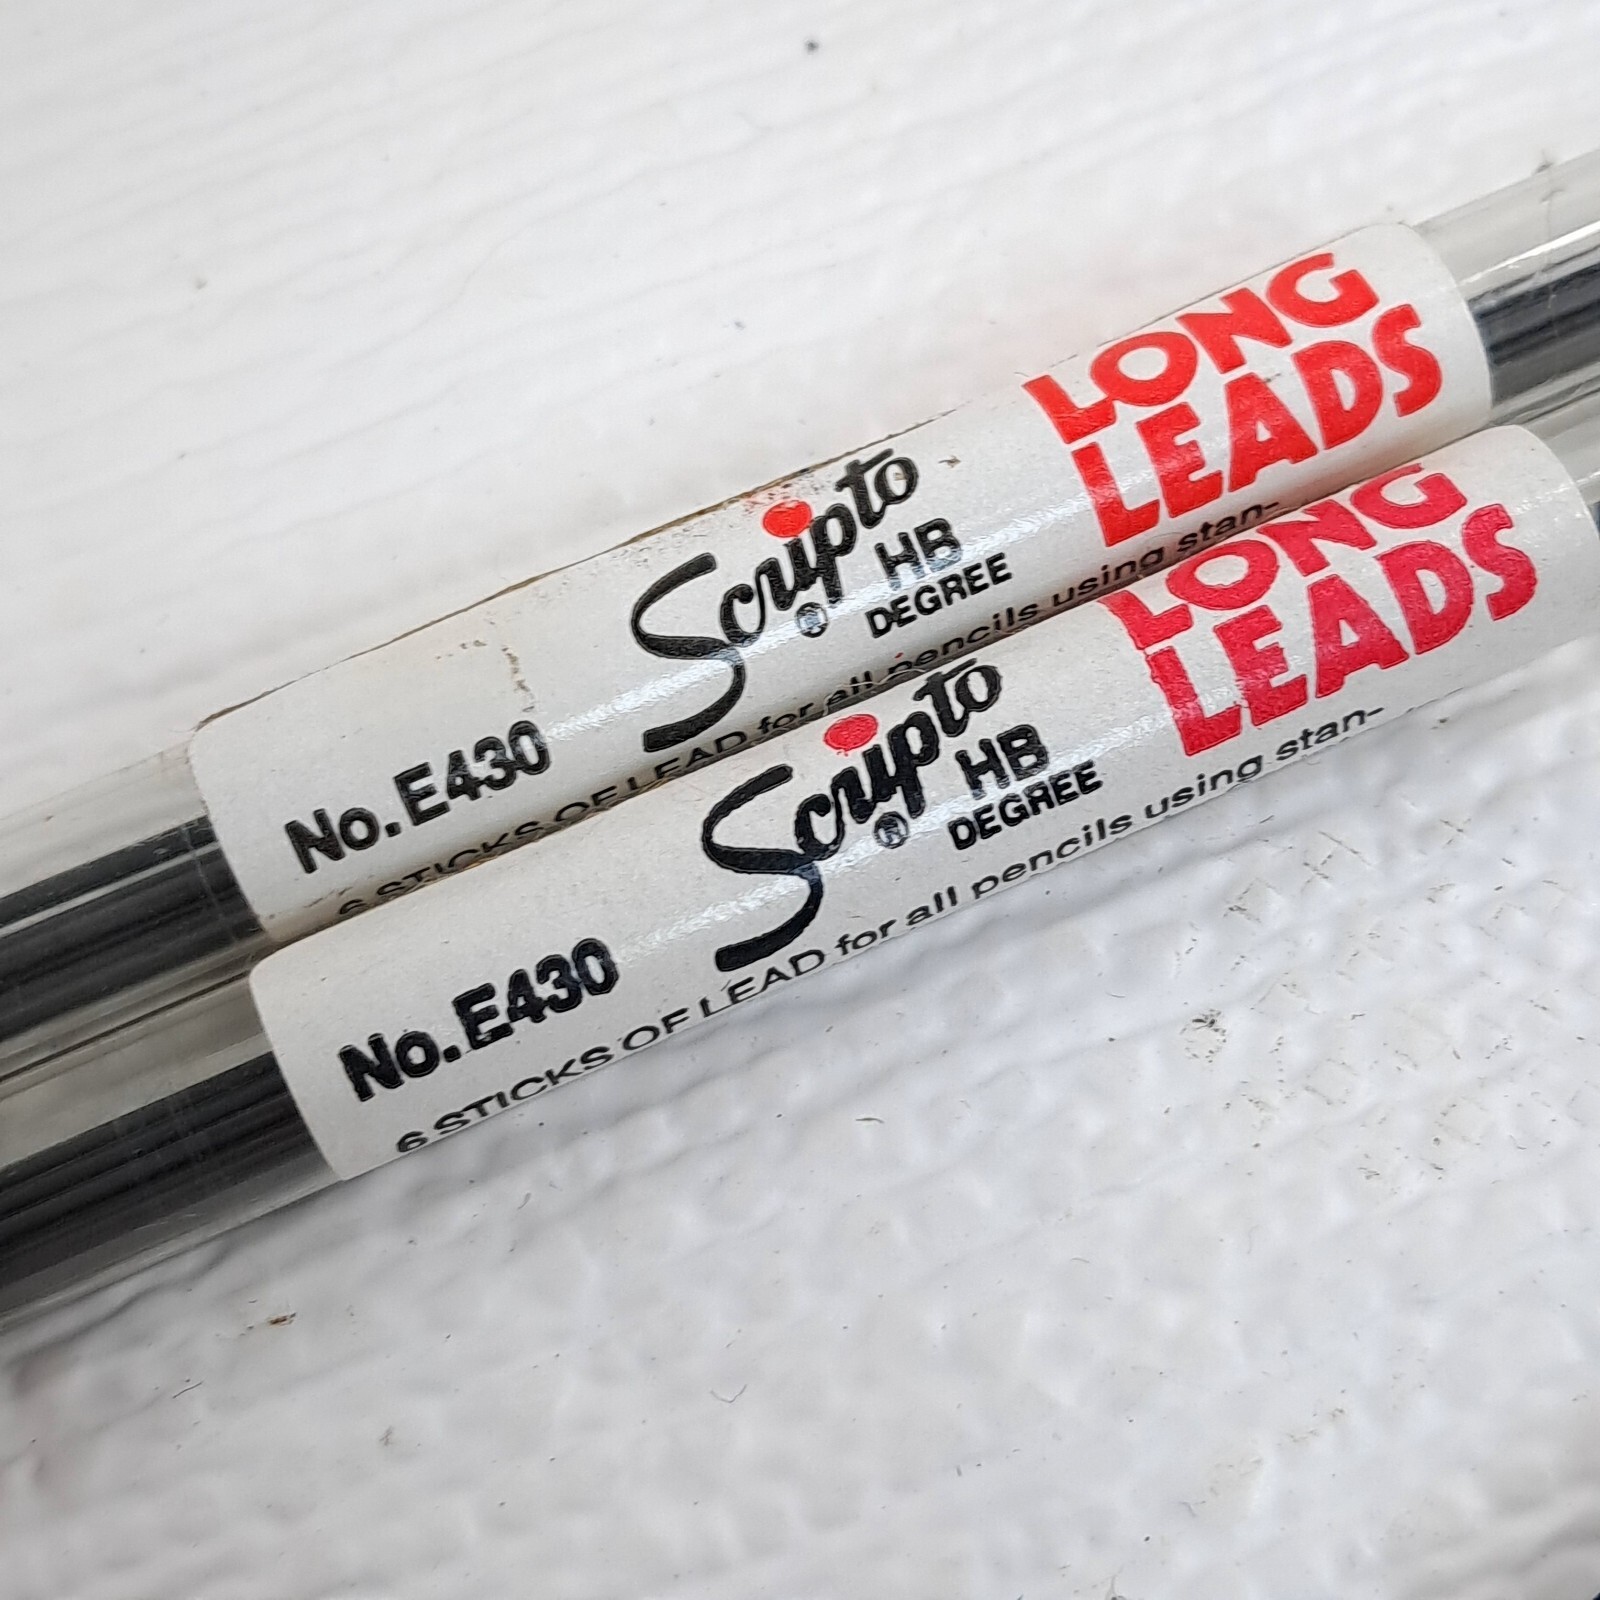 No. E430
Scripto®
HB
DEGREE
LONG
LEADS
6 STICKS OF LEAD for all pencils using stan-
No. E430
Scripto®
HB
DEGREE
LONG
LEADS
6 STICKS OF LEAD for all pencils using stan-